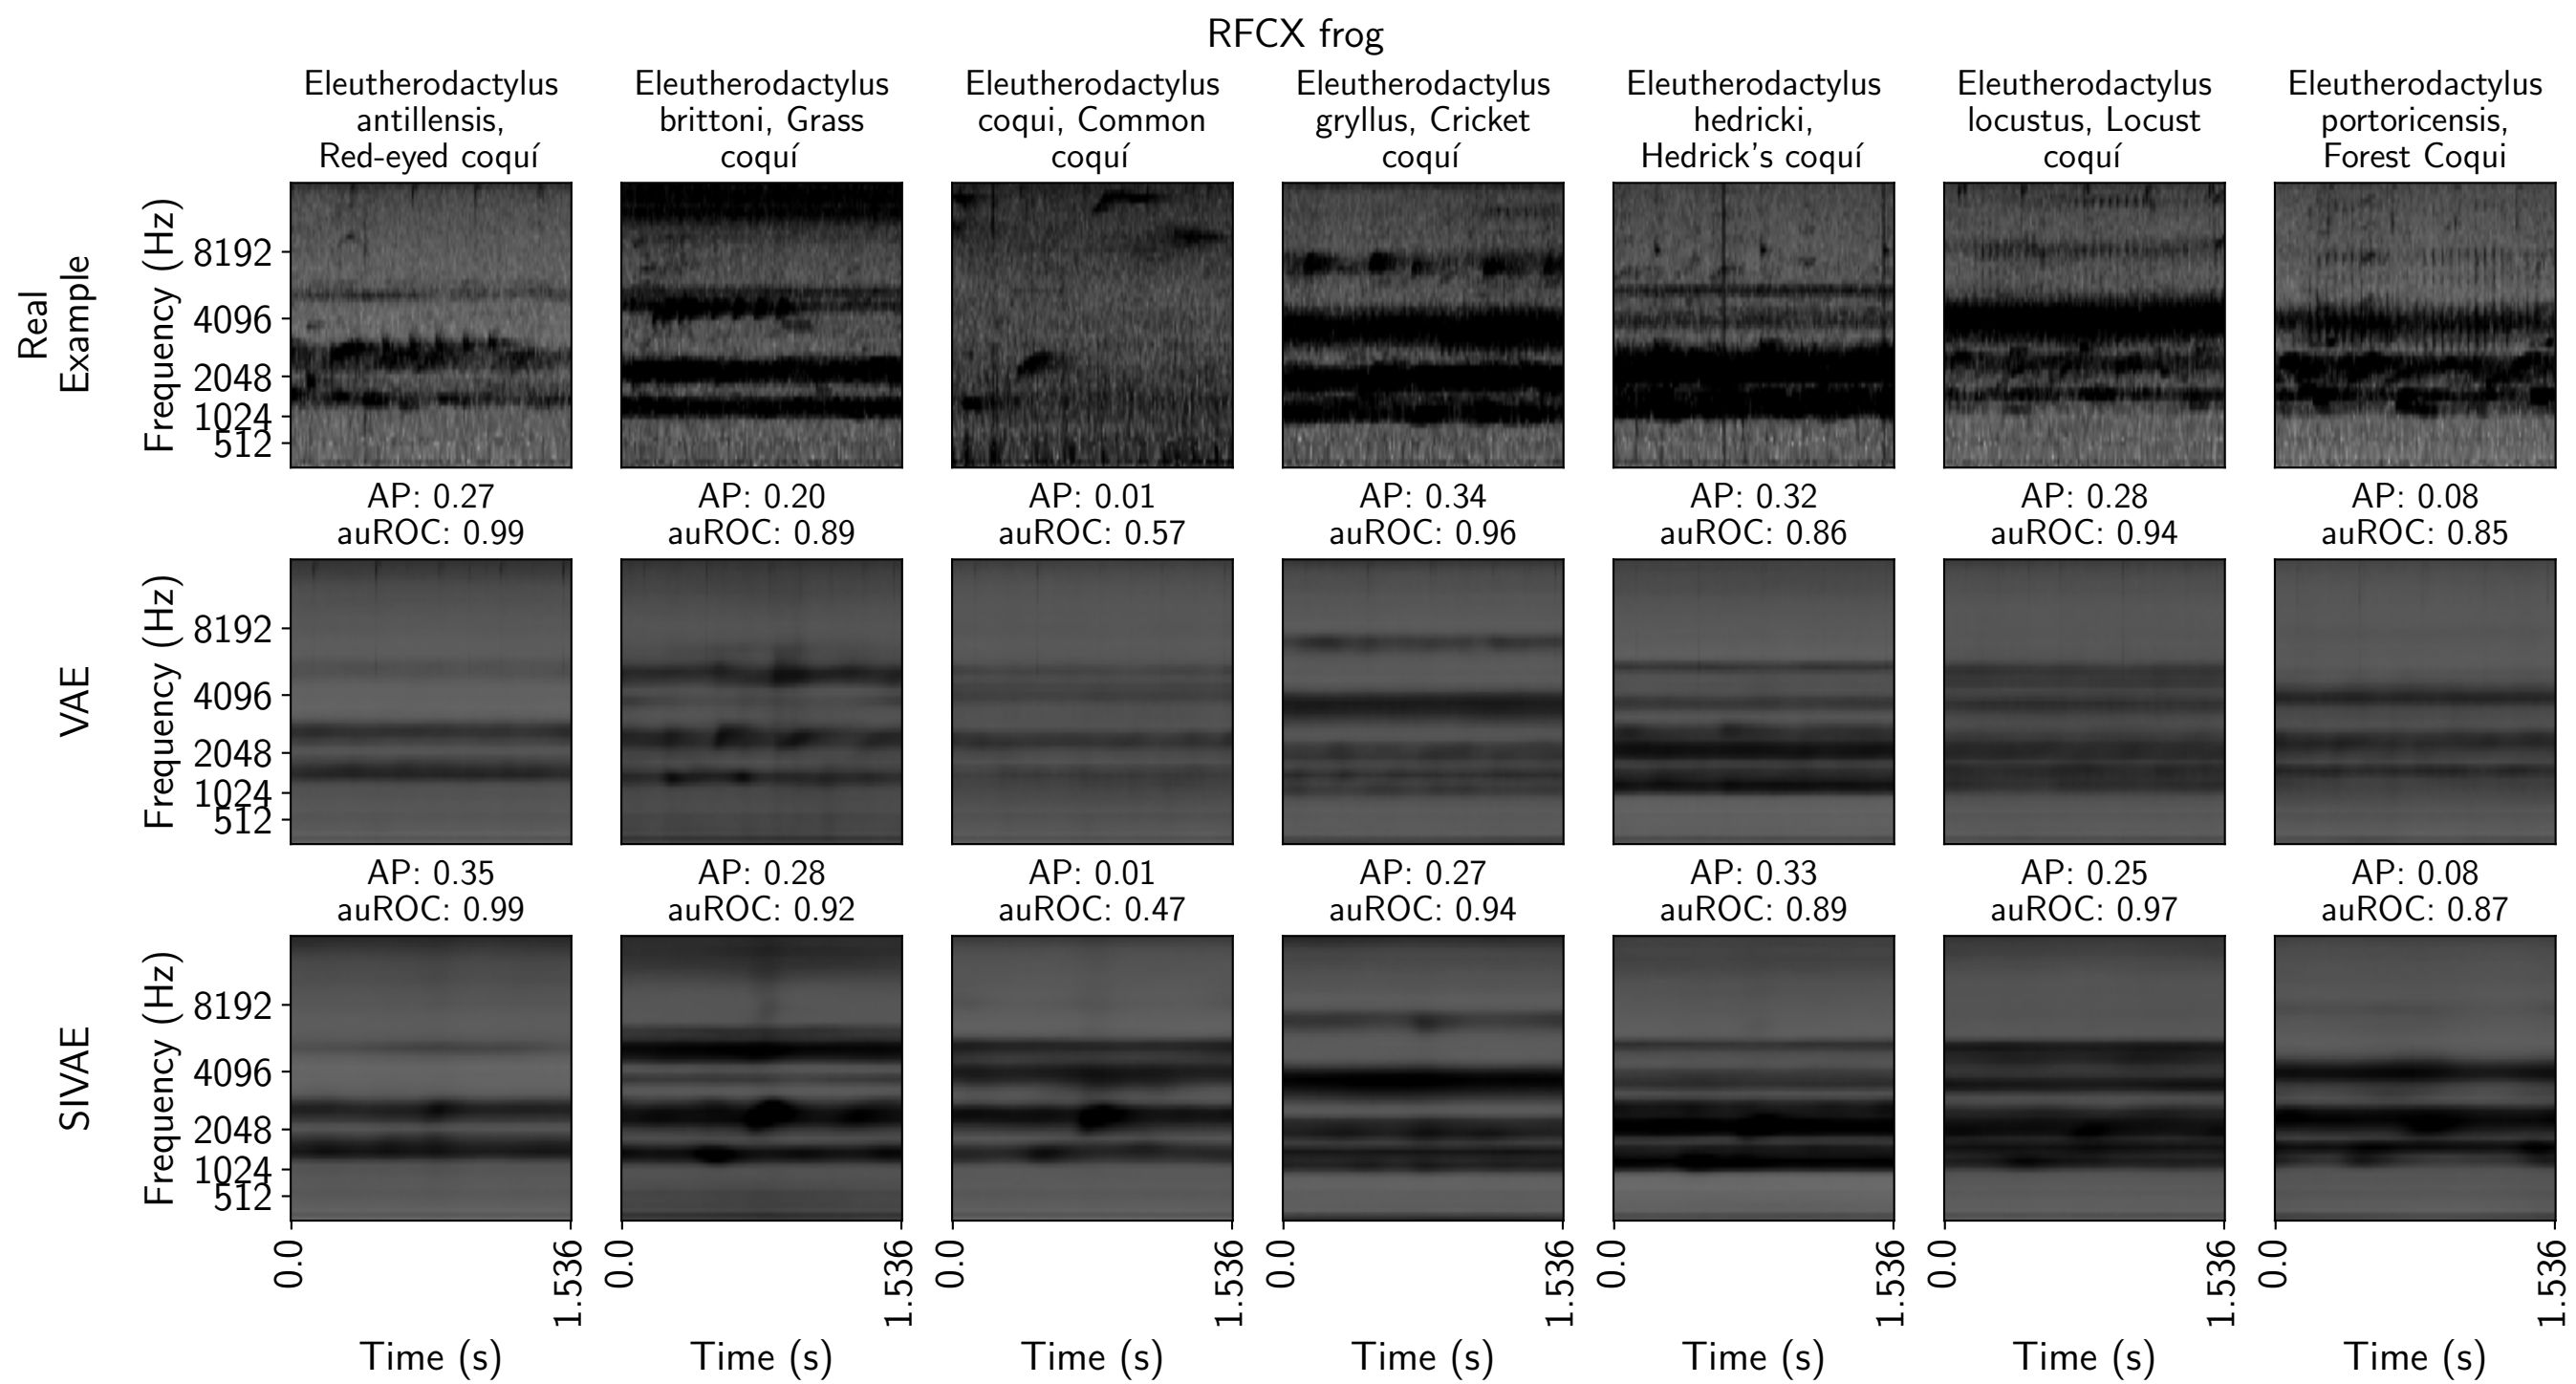 RFCX frog
Eleutherodactylus
antillensis,
Red-eyed coquí
Eleutherodactylus
brittoni, Grass
coquí
Eleutherodactylus
coqui, Common
coquí
Eleutherodactylus
gryllus, Cricket
coquí
Eleutherodactylus
hedricki,
Hedrick's coquí
Eleutherodactylus
locustus, Locust
coquí
Eleutherodactylus
portoricensis,
Forest Coqui
Real
Example
Frequency (Hz)
8192
4096
2048
1024
512
AP: 0.27
auROC: 0.99
AP: 0.20
auROC: 0.89
AP: 0.01
auROC: 0.57
AP: 0.34
auROC: 0.96
AP: 0.32
auROC: 0.86
AP: 0.28
auROC: 0.94
AP: 0.08
auROC: 0.85
VAE
Frequency (Hz)
8192
4096
2048
1024
512
AP: 0.35
auROC: 0.99
AP: 0.28
auROC: 0.92
AP: 0.01
auROC: 0.47
AP: 0.27
auROC: 0.94
AP: 0.33
auROC: 0.89
AP: 0.25
auROC: 0.97
AP: 0.08
auROC: 0.87
SIVAE
Frequency (Hz)
8192
4096
2048
1024
512
0.0
1.536
0.0
1.536
0.0
1.536
0.0
1.536
0.0
1.536
0.0
1.536
0.0
1.536
Time (s)
Time (s)
Time (s)
Time (s)
Time (s)
Time (s)
Time (s)